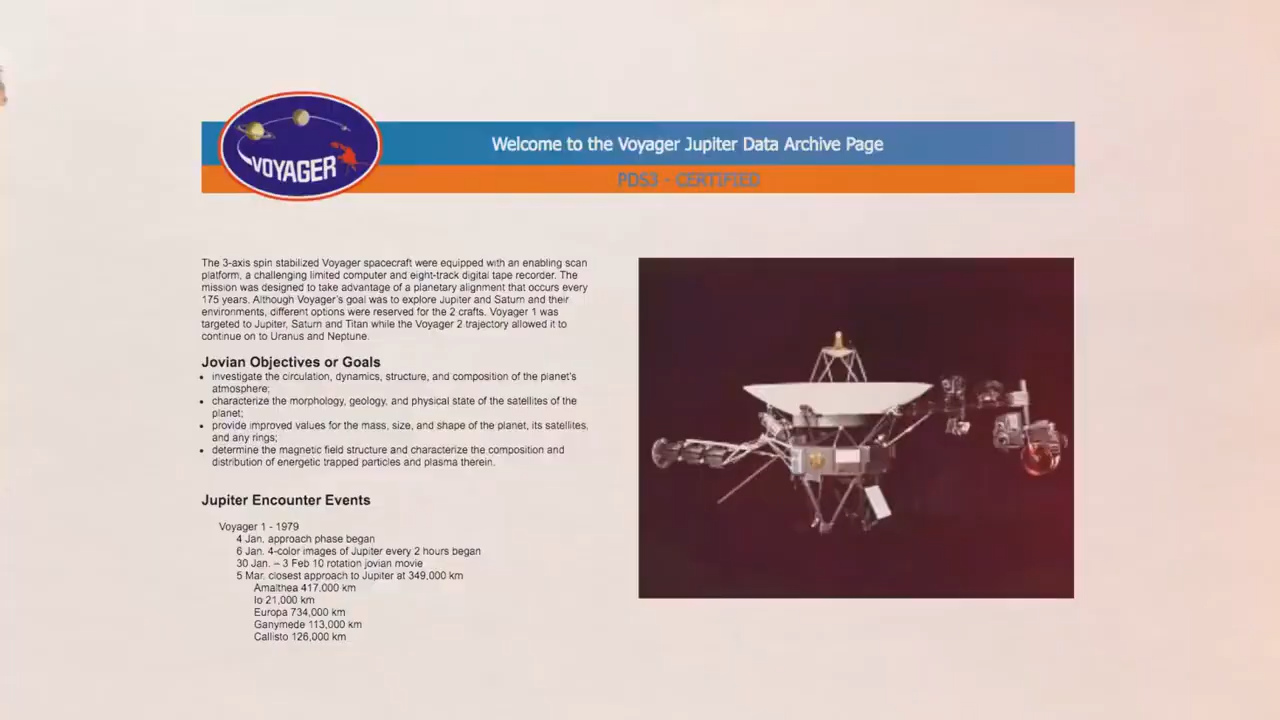 VOYAGER
Welcome to the Voyager Jupiter Data Archive Page
PDS3 - CERTIFIED
The 3-axis spin stabilized Voyager spacecraft were equipped with an enabling scan
platform, a challenging limited computer and eight-track digital tape recorder. The
mission was designed to take advantage of a planetary alignment that occurs every
175 years. Although Voyager's goal was to explore Jupiter and Saturn and their
environments, different options were reserved for the 2 crafts. Voyager 1 was
targeted to Jupiter, Saturn and Titan while the Voyager 2 trajectory allowed it to
continue on to Uranus and Neptune.
Jovian Objectives or Goals
• investigate the circulation, dynamics, structure, and composition of the planet's
atmosphere;
• characterize the morphology, geology, and physical state of the satellites of the
planet;
• provide improved values for the mass, size, and shape of the planet, its satellites,
and any rings;
• determine the magnetic field structure and characterize the composition and
distribution of energetic trapped particles and plasma therein.
Jupiter Encounter Events
Voyager 1 - 1979
4 Jan. approach phase began
6 Jan. 4-color images of Jupiter every 2 hours began
30 Jan. – 3 Feb 10 rotation jovian movie
5 Mar. closest approach to Jupiter at 349,000 km
Amalthea 417,000 km
Io 21,000 km
Europa 734,000 km
Ganymede 113,000 km
Callisto 126,000 km